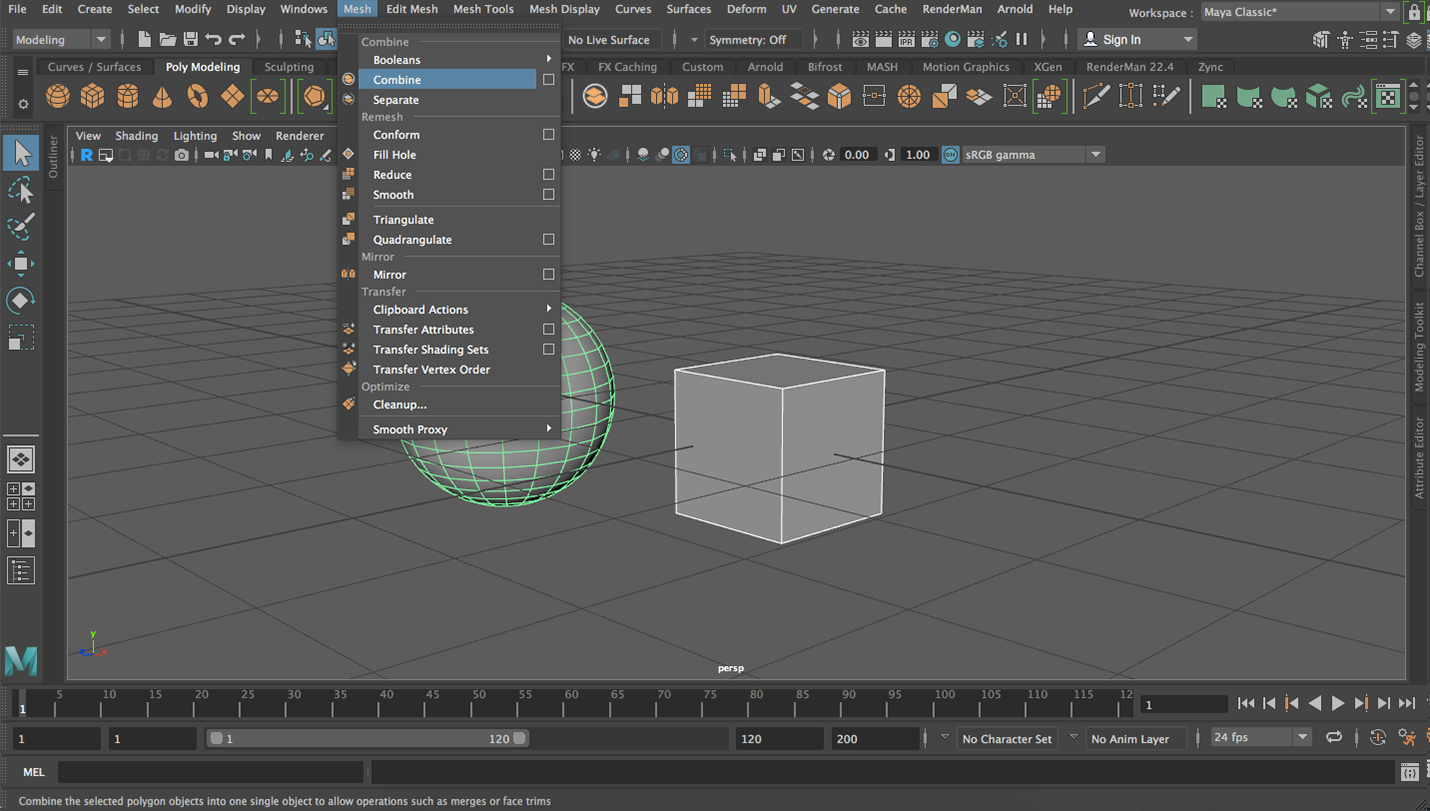 File Edit Create Select Modify Display Windows Mesh Edit Mesh Mesh Tools Mesh Display Curves Surfaces Deform UV Generate Cache RenderMan Arnold Help Workspace : Maya Classic*
Modeling No Live Surface Symmetry: Off IPR Sign In
Curves / Surfaces Poly Modeling Sculpting FX FX Caching Custom Arnold Bifrost MASH Motion Graphics XGen RenderMan 22.4 Zync
Combine
Booleans
Combine
Separate
Remesh
Conform
Fill Hole
Reduce
Smooth
Triangulate
Quadrangulate
Mirror
Mirror
Transfer
Clipboard Actions
Transfer Attributes
Transfer Shading Sets
Transfer Vertex Order
Optimize
Cleanup...
Smooth Proxy
View Shading Lighting Show Renderer
R 0.00 1.00 ON sRGB gamma
Outliner
Channel Box / Layer Editor
Modeling Toolkit
Attribute Editor
y
z x
persp
M
5 10 15 20 25 30 35 40 45 50 55 60 65 70 75 80 85 90 95 100 105 110 115 12
1 1
1 1 1 120 120 200 No Character Set No Anim Layer 24 fps
MEL
Combine the selected polygon objects into one single object to allow operations such as merges or face trims